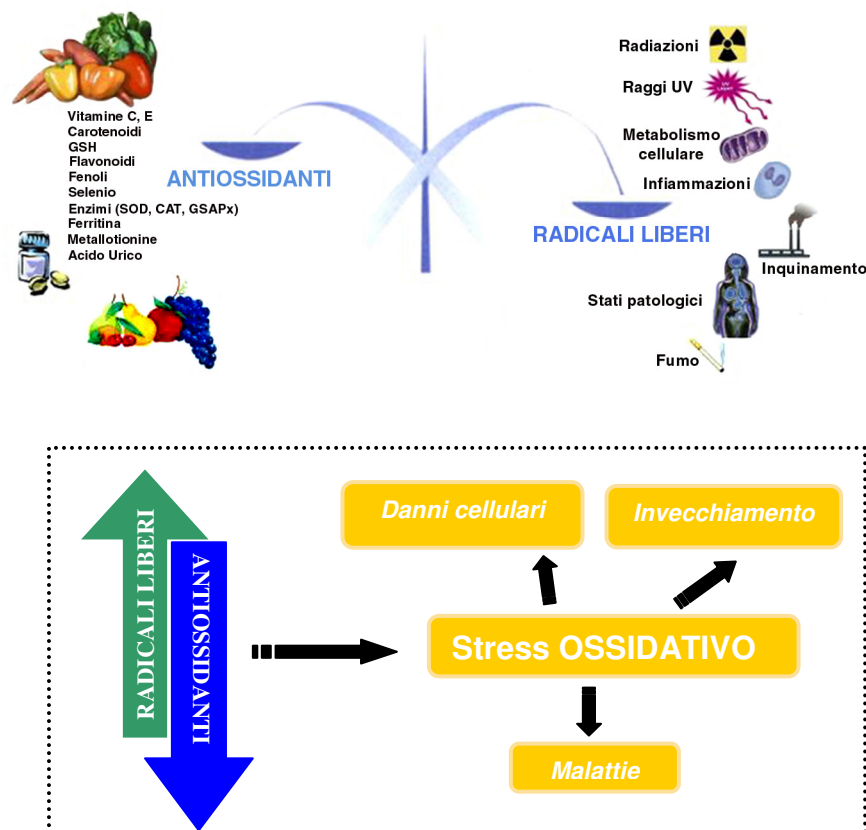 Vitamine C, E
Carotenoidi
GSH
Flavonoidi
Fenoli
Selenio
Enzimi (SOD, CAT, GSAPx)
Ferritina
Metallotionine
Acido Urico
ANTIOSSIDANTI
Radiazioni
Raggi UV
Metabolismo
cellulare
Infiammazioni
RADICALI LIBERI
Inquinamento
Stati patologici
Fumo
RADICALI LIBERI
ANTIOSSIDANTI
Danni cellulari
Invecchiamento
Stress OSSIDATIVO
Malattie